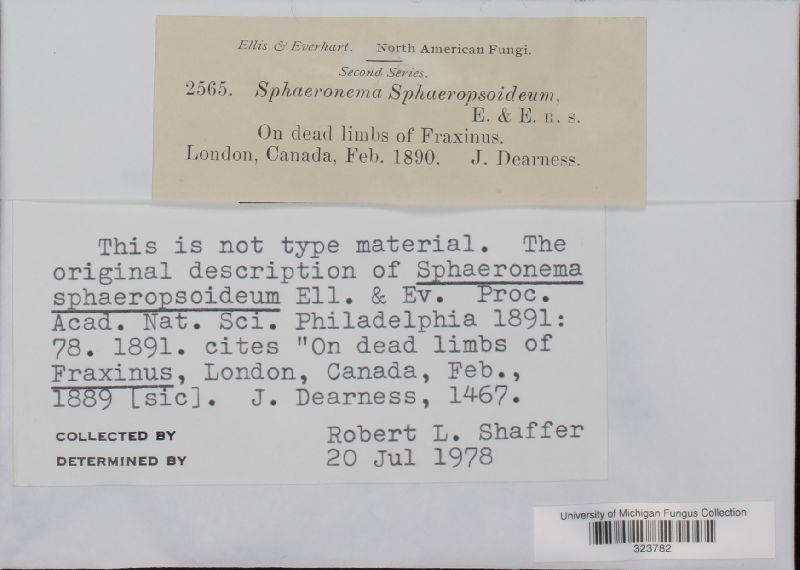 Ellis & Everhart. North American Fungi.
Second Series.
2565. Sphaeronema Sphaeropsoideum,
E. & E. n. s.
On dead limbs of Fraxinus.
London, Canada, Feb. 1890. J. Dearness.
This is not type material. The
original description of Sphaeronema
sphaeropsoideum Ell. & Ev. Proc.
Acad. Nat. Sci. Philadelphia 1891:
78. 1891. cites "On dead limbs of
Fraxinus, London, Canada, Feb.,
1889 [sic]. J. Dearness, 1467.
COLLECTED BY Robert L. Shaffer
DETERMINED BY 20 Jul 1978
University of Michigan Fungus Collection
323782